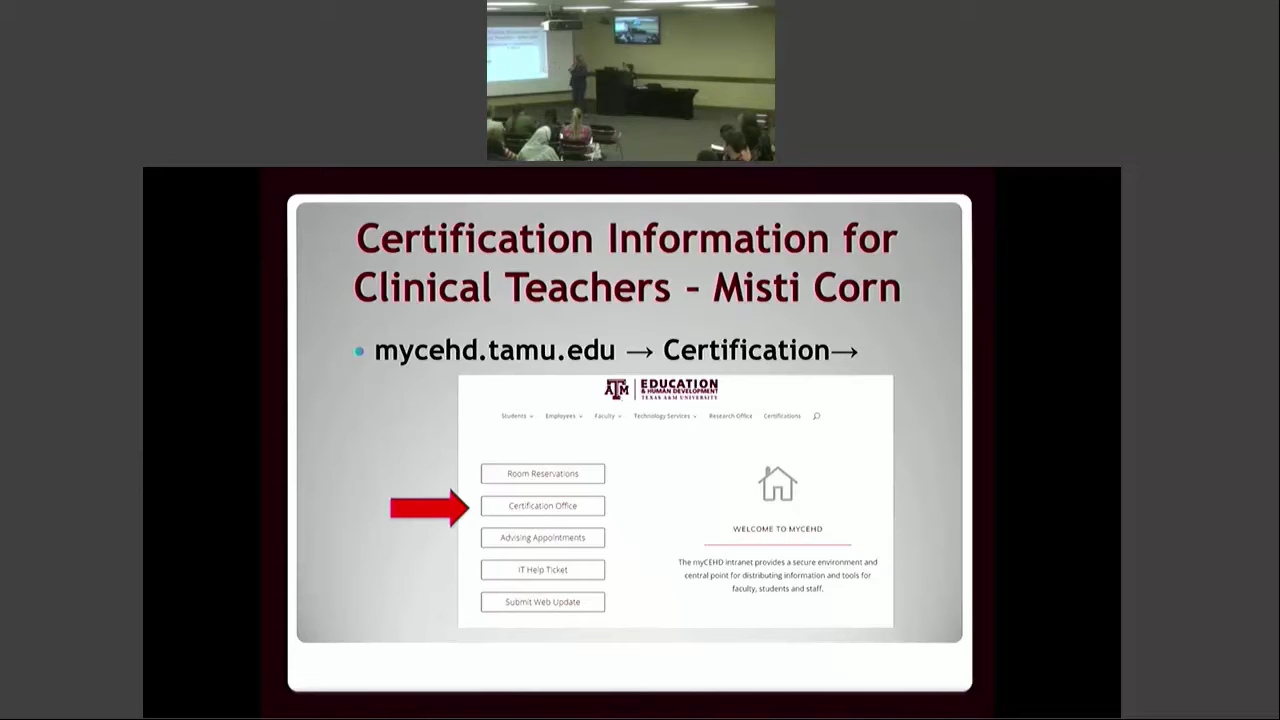 Certification Information for
Clinical Teachers – Misti Corn
• mycehd.tamu.edu → Certification→
ATM EDUCATION
& HUMAN DEVELOPMENT
TEXAS A&M UNIVERSITY
Students Employees Faculty Technology Services Research Office Certifications
Room Reservations
Certification Office
Advising Appointments
IT Help Ticket
Submit Web Update
WELCOME TO MYCEHD
The myCEHD intranet provides a secure environment and
central point for distributing information and tools for
faculty, students and staff.